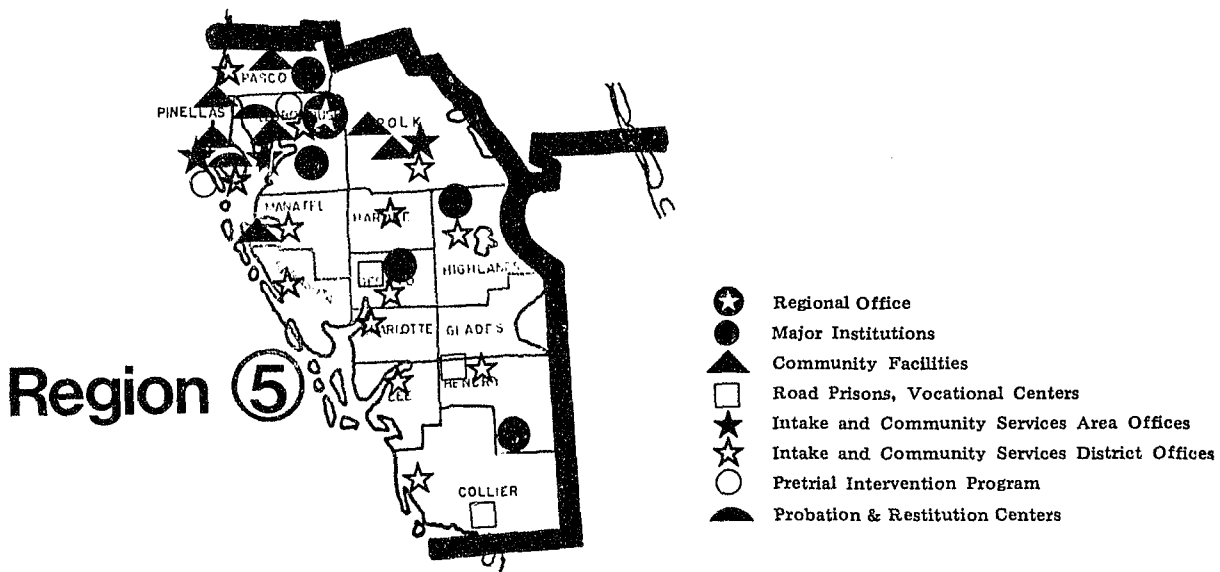 PASCO
PINELLAS
POLK
MANATEE
HARDEE
HIGHLANDS
CHARLOTTE GLADES
HENDRY
LEE
COLLIER
Region 5
Regional Office
Major Institutions
Community Facilities
Road Prisons, Vocational Centers
Intake and Community Services Area Offices
Intake and Community Services District Offices
Pretrial Intervention Program
Probation & Restitution Centers